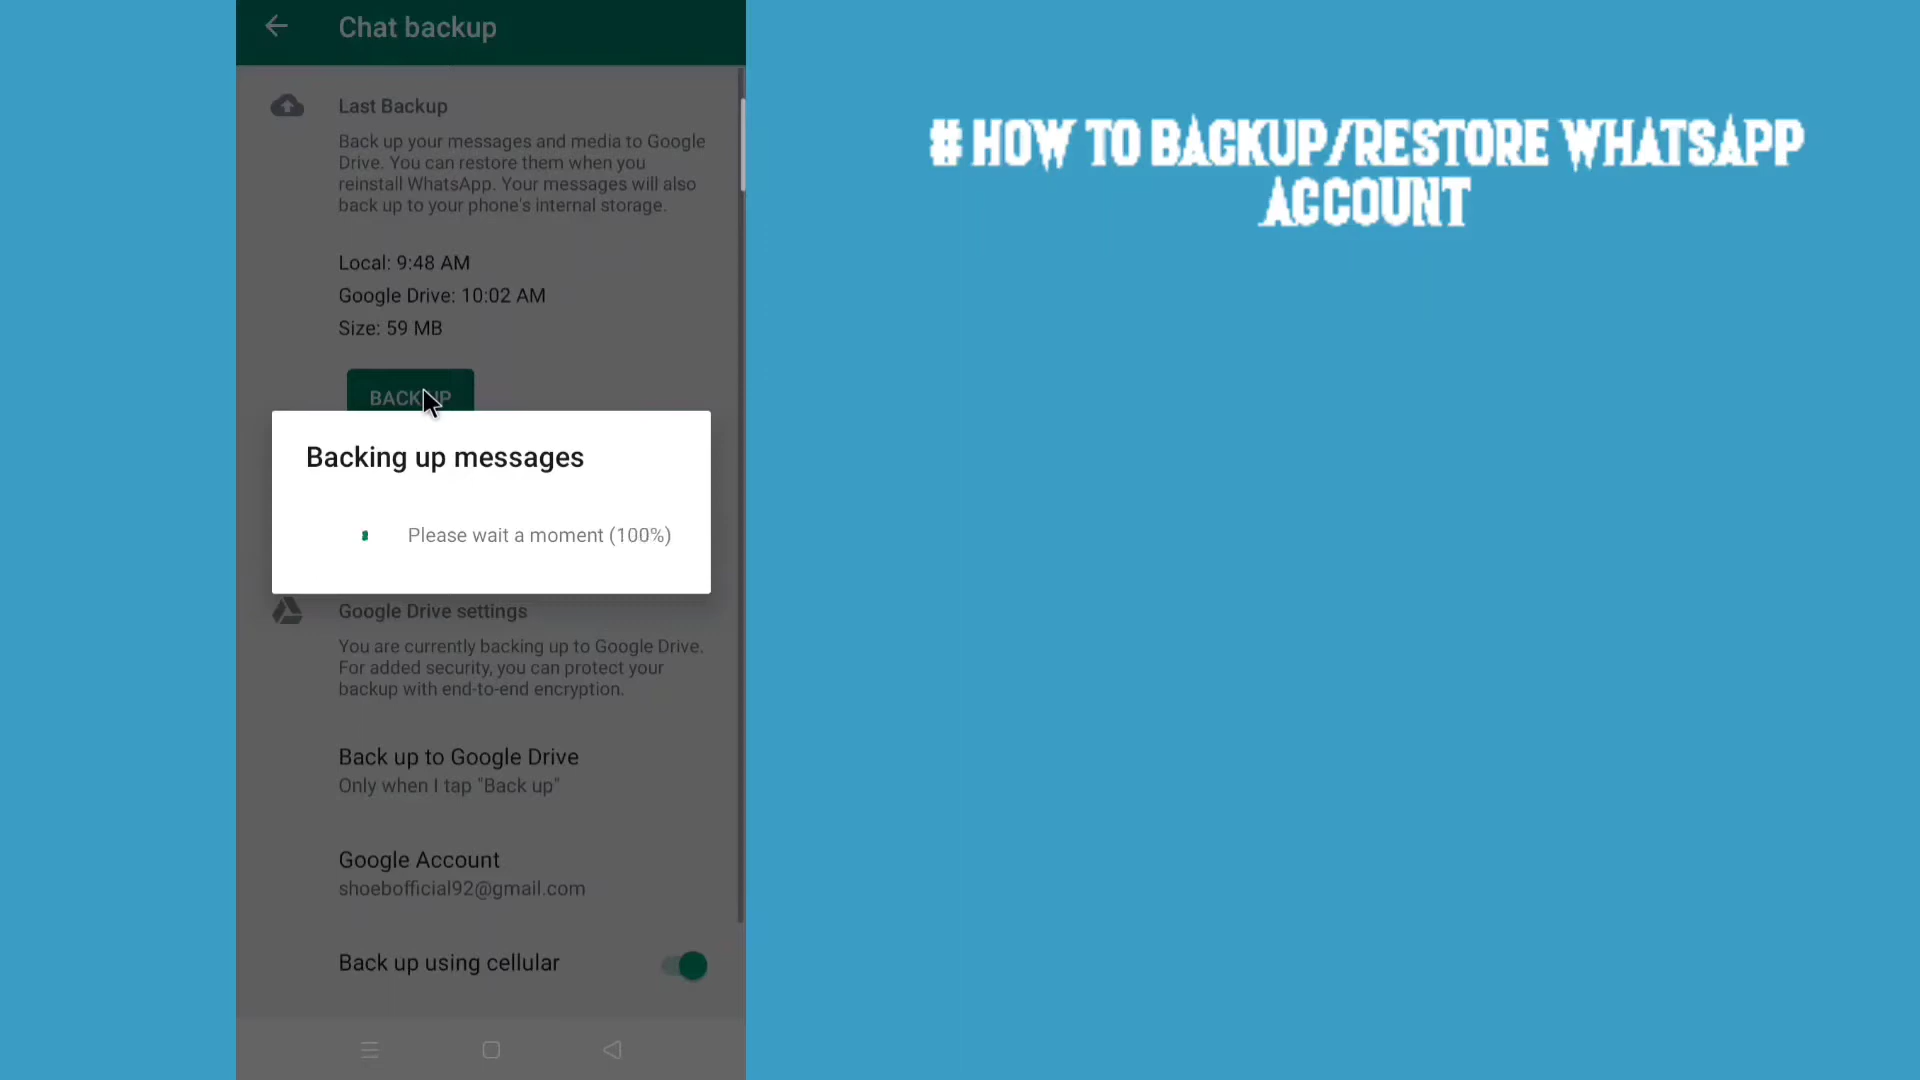 Chat backup
# HOW TO BACKUP/RESTORE WHATSAPP
ACCOUNT
Last Backup
Back up your messages and media to Google
Drive. You can restore them when you
reinstall WhatsApp. Your messages will also
back up to your phone's internal storage.
Local: 9:48 AM
Google Drive: 10:02 AM
Size: 59 MB
BACK UP
Backing up messages
Please wait a moment (100%)
Google Drive settings
You are currently backing up to Google Drive.
For added security, you can protect your
backup with end-to-end encryption.
Back up to Google Drive
Only when I tap "Back up"
Google Account
shoebofficial92@gmail.com
Back up using cellular